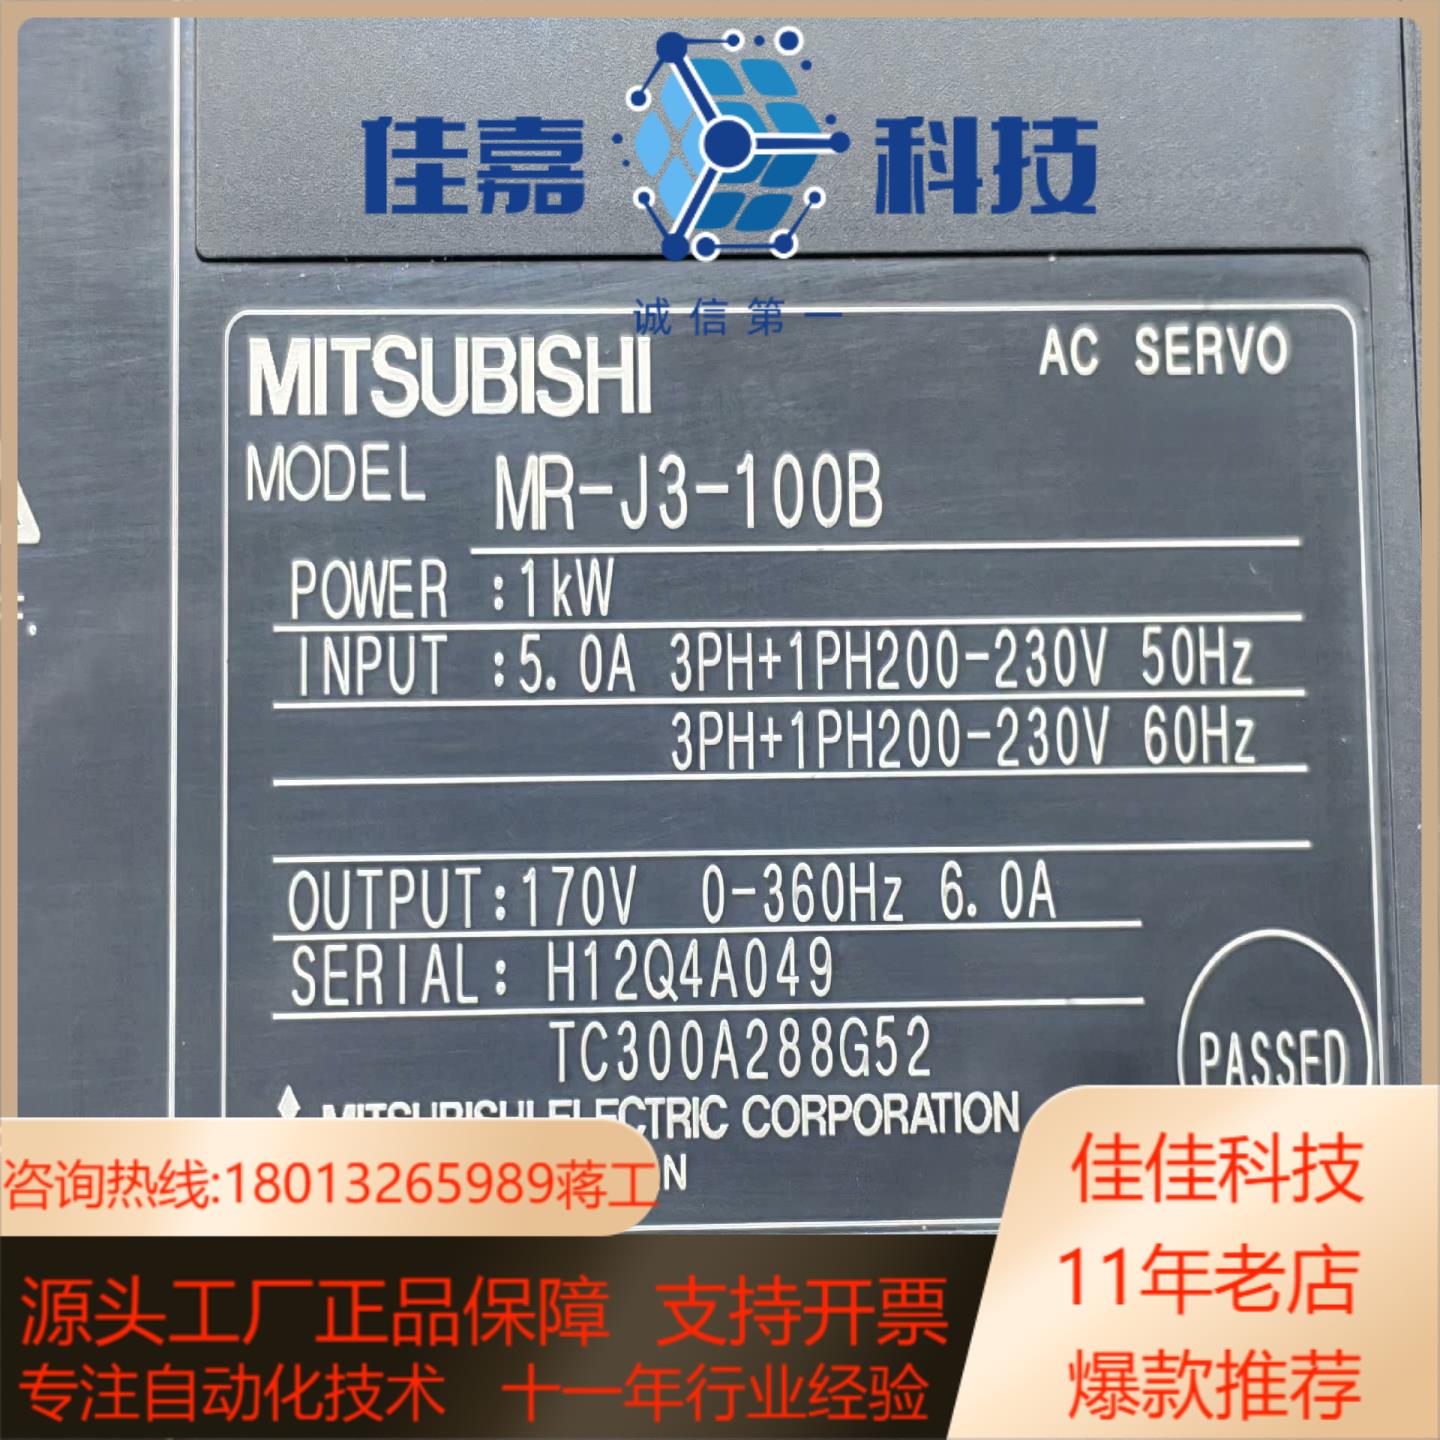 佳嘉科技
诚信第一
MITSUBISHI
AC SERVO
MODEL MR-J3-100B
POWER :1kW
INPUT :5.0A 3PH+1PH200-230V 50Hz
3PH+1PH200-230V 60Hz
OUTPUT:170V 0-360Hz 6.0A
SERIAL: H12Q4A049
TC300A288G52
PASSED
MITSUBISHI ELECTRIC CORPORATION
咨询热线:18013265989蒋工
佳佳科技
11年老店
爆款推荐
源头工厂正品保障 支持开票
专注自动化技术 十一年行业经验